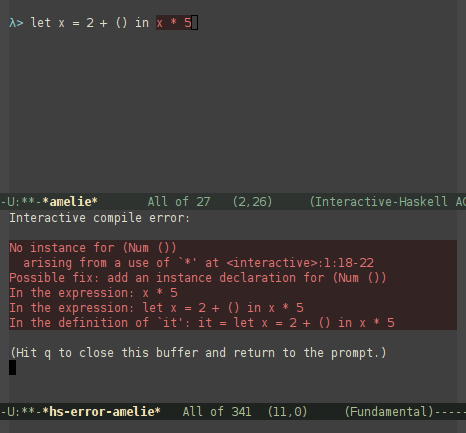 λ> let x = 2 + () in x * 5
-U:**-*amelie* All of 27 (2,26) (Interactive-Haskell AC
Interactive compile error:
No instance for (Num ())
arising from a use of `*' at <interactive>:1:18-22
Possible fix: add an instance declaration for (Num ())
In the expression: x * 5
In the expression: let x = 2 + () in x * 5
In the definition of `it': it = let x = 2 + () in x * 5
(Hit q to close this buffer and return to the prompt.)
-U:**-*hs-error-amelie* All of 341 (11,0) (Fundamental)-----